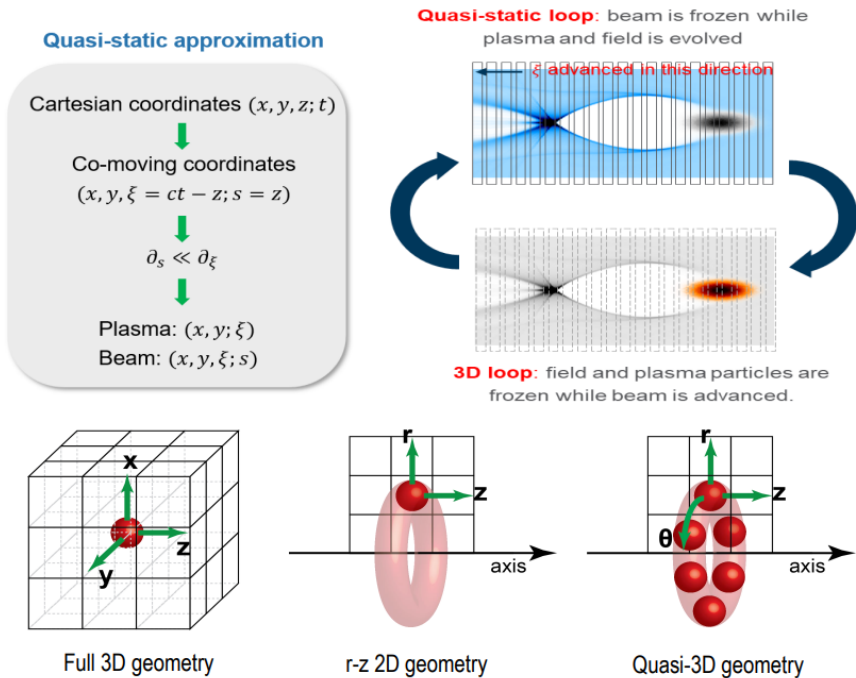 Quasi-static approximation
Cartesian coordinates (x, y, z; t)
Co-moving coordinates
(x, y, ξ = ct − z; s = z)
∂ₛ ≪ ∂ξ
Plasma: (x, y; ξ)
Beam: (x, y, ξ; s)
Quasi-static loop: beam is frozen while
plasma and field is evolved
ξ advanced in this direction
3D loop: field and plasma particles are
frozen while beam is advanced.
x
z
y
Full 3D geometry
r
z
axis
r-z 2D geometry
r
z
θ
axis
Quasi-3D geometry